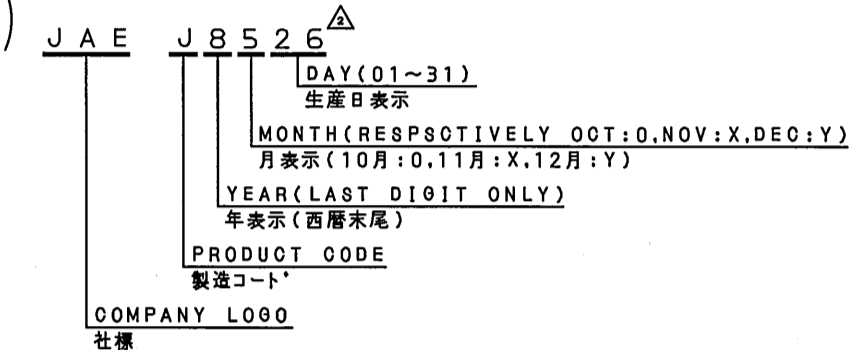 )
JAE J8526 2
DAY(01~31)
生産日表示
MONTH(RESPSCTIVELY OCT:O,NOV:X,DEC:Y)
月表示(10月:O,11月:X,12月:Y)
YEAR(LAST DIGIT ONLY)
年表示(西暦末尾)
PRODUCT CODE
製造コード
COMPANY LOGO
社標